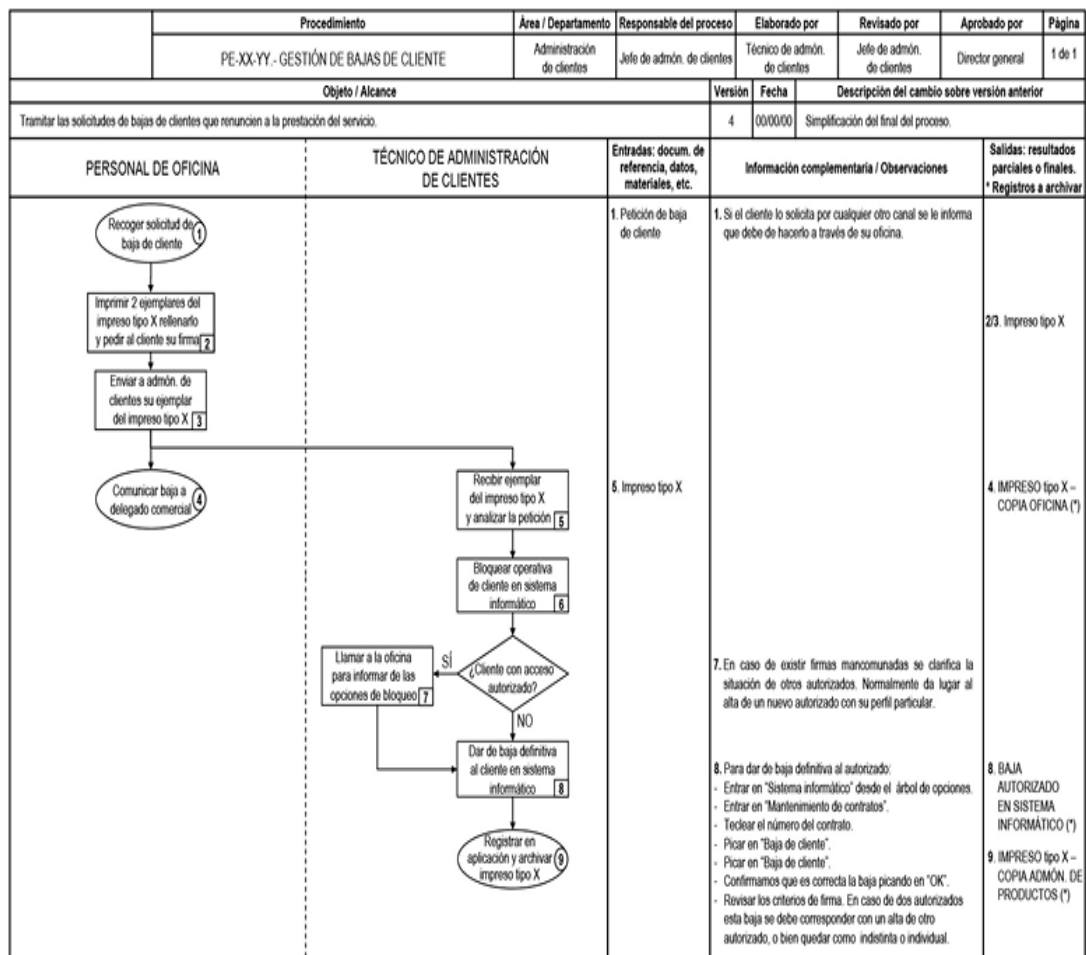 Procedimiento
Área / Departamento
Responsable del proceso
Elaborado por
Revisado por
Aprobado por
Página
PE-XX-YY.- GESTIÓN DE BAJAS DE CLIENTE
Administración
de clientes
Jefe de admón. de clientes
Técnico de admón.
de clientes
Jefe de admón.
de clientes
Director general
1 de 1
Objeto / Alcance
Versión
Fecha
Descripción del cambio sobre versión anterior
Tramitar las solicitudes de bajas de clientes que renuncien a la prestación del servicio.
4
00/00/00
Simplificación del final del proceso.
PERSONAL DE OFICINA
TÉCNICO DE ADMINISTRACIÓN
DE CLIENTES
Entradas: docum. de
referencia, datos,
materiales, etc.
Información complementaria / Observaciones
Salidas: resultados
parciales o finales.
* Registros a archivar
Recoger solicitud de
baja de cliente
1
1. Petición de baja
de cliente
1. Si el cliente lo solicita por cualquier otro canal se le informa
que debe de hacerlo a través de su oficina.
Imprimir 2 ejemplares del
impreso tipo X rellenarlo
y pedir al cliente su firma
2
2/3. Impreso tipo X
Enviar a admón. de
clientes su ejemplar
del impreso tipo X
3
Comunicar baja a
delegado comercial
4
Recibir ejemplar
del impreso tipo X
y analizar la petición
5
5. Impreso tipo X
4. IMPRESO tipo X –
COPIA OFICINA (*)
Bloquear operativa
de cliente en sistema
informático
6
Llamar a la oficina
para informar de las
opciones de bloqueo
7
SÍ
¿Cliente con acceso
autorizado?
NO
7. En caso de existir firmas mancomunadas se clarifica la
situación de otros autorizados. Normalmente da lugar al
alta de un nuevo autorizado con su perfil particular.
Dar de baja definitiva
al cliente en sistema
informático
8
8. Para dar de baja definitiva al autorizado:
- Entrar en "Sistema informático" desde el árbol de opciones.
- Entrar en "Mantenimiento de contratos".
- Teclear el número del contrato.
- Picar en "Baja de cliente".
- Picar en "Baja de cliente".
- Confirmamos que es correcta la baja picando en "OK".
- Revisar los criterios de firma. En caso de dos autorizados
esta baja se debe corresponder con un alta de otro
autorizado, o bien quedar como indistinta o individual.
8. BAJA
AUTORIZADO
EN SISTEMA
INFORMÁTICO (*)
Registrar en
aplicación y archivar
impreso tipo X
9
9. IMPRESO tipo X –
COPIA ADMÓN. DE
PRODUCTOS (*)